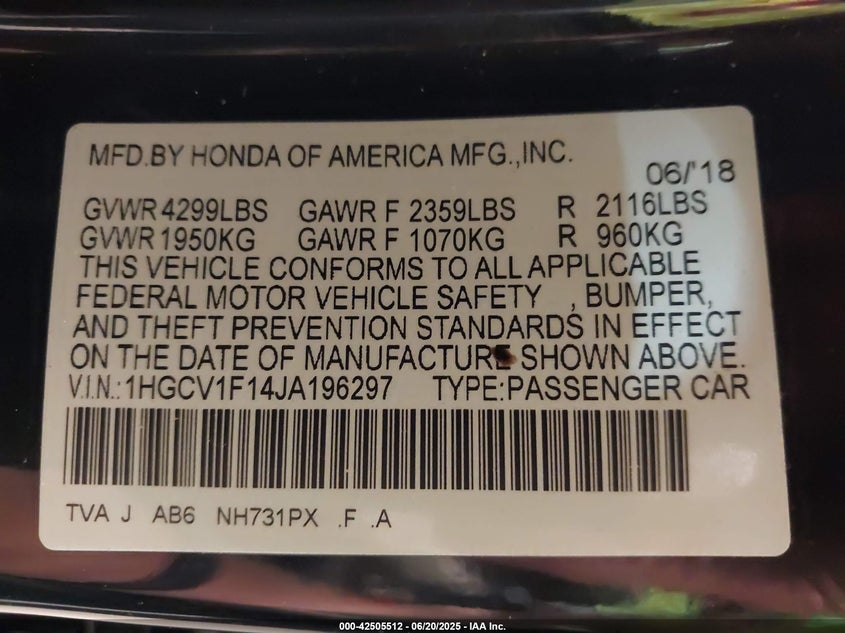 MFD.BY HONDA OF AMERICA MFG.,INC.
06/'18
GVWR 4299LBS GAWR F 2359LBS R 2116LBS
GVWR 1950KG GAWR F 1070KG R 960KG
THIS VEHICLE CONFORMS TO ALL APPLICABLE
FEDERAL MOTOR VEHICLE SAFETY , BUMPER,
AND THEFT PREVENTION STANDARDS IN EFFECT
ON THE DATE OF MANUFACTURE SHOWN ABOVE.
V.I.N.:1HGCV1F14JA196297 TYPE:PASSENGER CAR
TVA J AB6 NH731PX .F .A
000-42505512 - 06/20/2025 - IAA Inc.